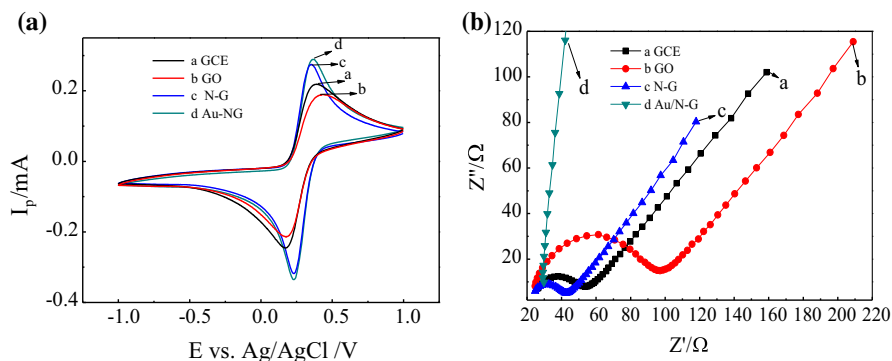 (a)
I_p/mA
0.2
0.0
-0.2
-0.4
-1.0 -0.5 0.0 0.5 1.0
E vs. Ag/AgCl /V
a GCE
b GO
c N-G
d Au-NG
d
c
a
b
(b)
Z''/Ω
120
100
80
60
40
20
20 40 60 80 100 120 140 160 180 200 220
Z'/Ω
a GCE
b GO
c N-G
d Au/N-G
d
c
a
b